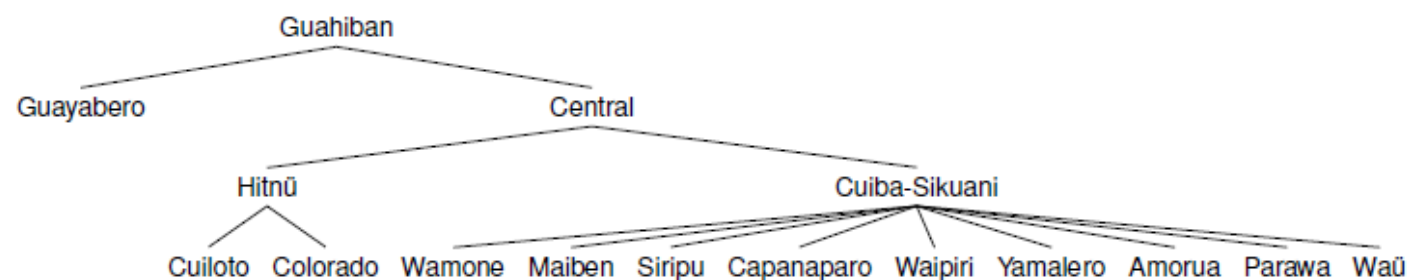 Guahiban
Guayabero Central
Hitnü Cuiba-Sikuani
Cuiloto Colorado Wamone Maiben Siripu Capanaparo Waipiri Yamalero Amorua Parawa Waü